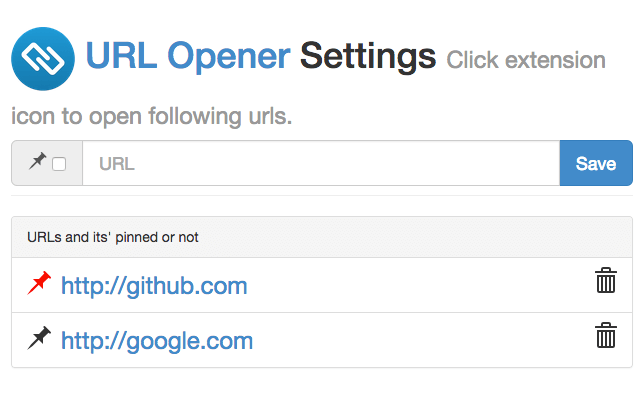 URL Opener Settings Click extension
icon to open following urls.
URL
Save
URLs and its' pinned or not
http://github.com
http://google.com